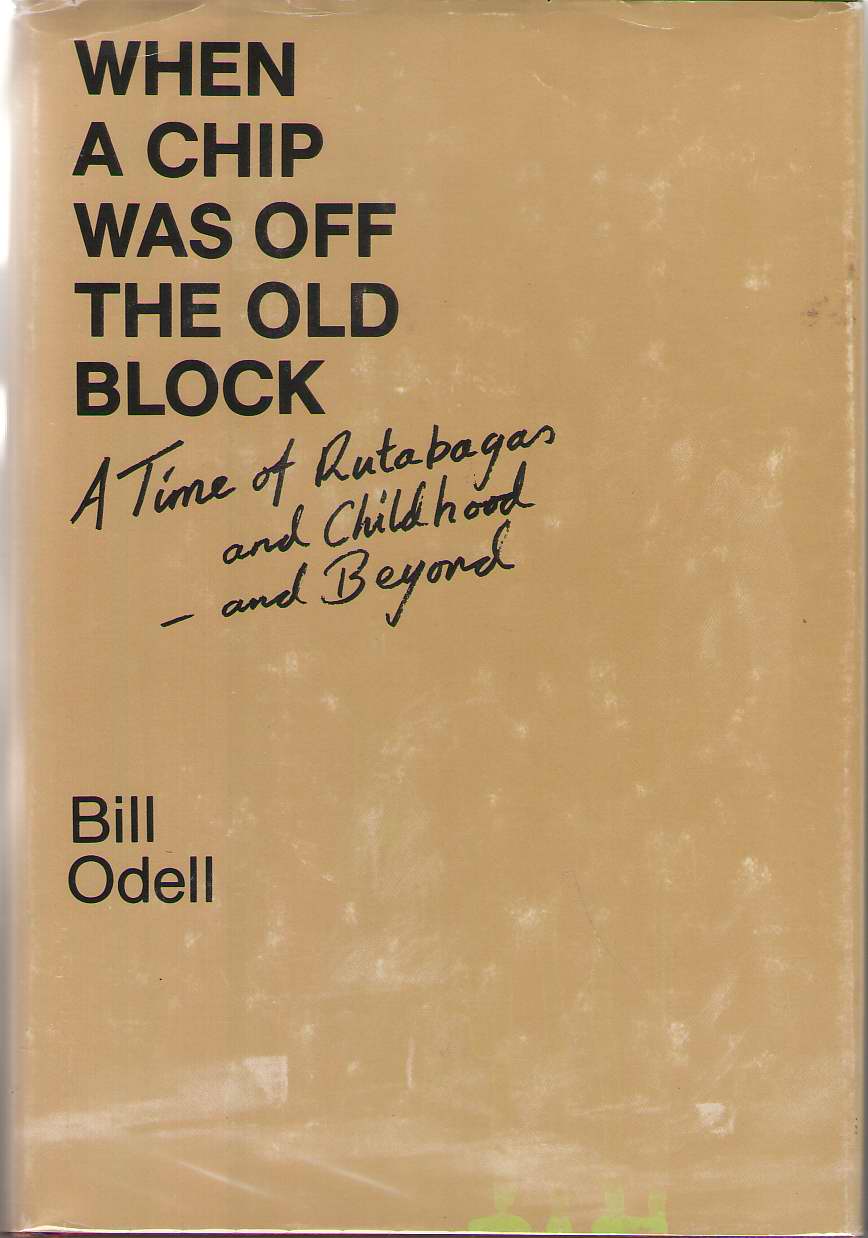 WHEN
A CHIP
WAS OFF
THE OLD
BLOCK
A Time of Rutabagas
and Childhood
- and Beyond
Bill
Odell